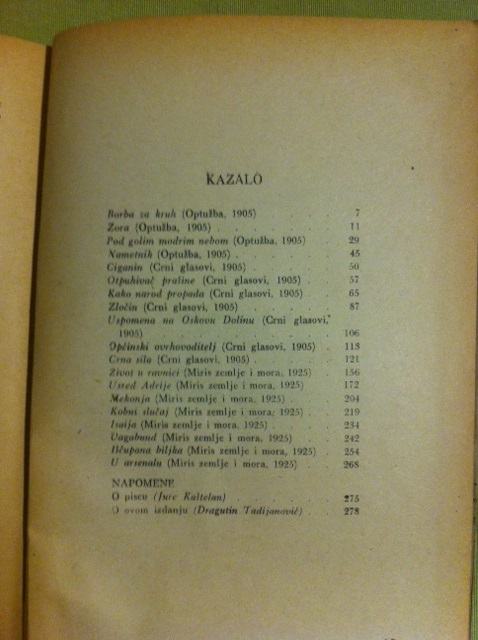 KAZALO
Borba za kruh (Optužba, 1905) . . . . 7
Zora (Optužba, 1905) . . . . . . 11
Pod golim modrim nebom (Optužba, 1905) . 29
Nametnik (Optužba, 1905) . . . . . 45
Ciganin (Crni glasovi, 1905) . . . . . 50
Otpuhivač prašine (Crni glasovi, 1905) . . 57
Kako narod propada (Crni glasovi, 1905) . . 65
Zločin (Crni glasovi, 1905) . . . . . 87
Uspomena na Oskovu Dolinu (Crni glasovi,
1905) . . . . . . . . . 106
Općinski ovrhovoditelj (Crni glasovi, 1905) . 113
Crna sila (Crni glasovi, 1905) . . . . 121
Život u ravnici (Miris zemlje i mora, 1925) . 156
Usred Adrije (Miris zemlje i mora, 1925) . . 172
Mekonja (Miris zemlje i mora, 1925) . . . 204
Kobni slučaj (Miris zemlje i mora, 1925) . . 219
Isaija (Miris zemlje i mora, 1925) . . . . 234
Vagabund (Miris zemlje i mora, 1925) . . . 242
Iščupana biljka (Miris zemlje i mora, 1925) . . 254
U arsenalu (Miris zemlje i mora, 1925) . . 268
NAPOMENE
O piscu (Jure Kaštelan) . . . . . . 275
O ovom izdanju (Dragutin Tadijanović) . . 278